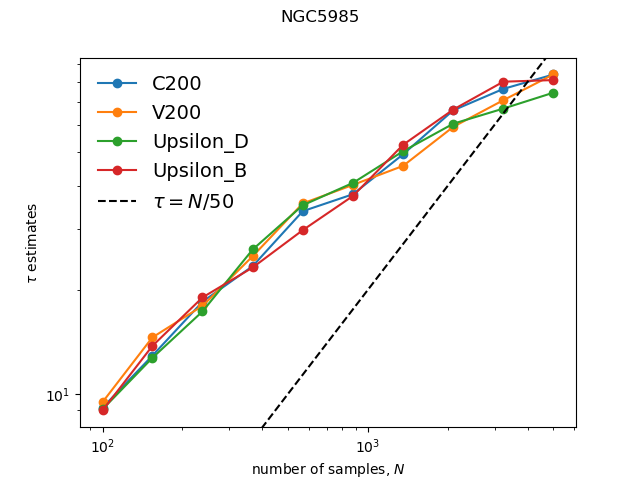 NGC5985
C200
V200
Upsilon_D
Upsilon_B
τ = N/50
τ estimates
10¹
10² 10³
number of samples, N